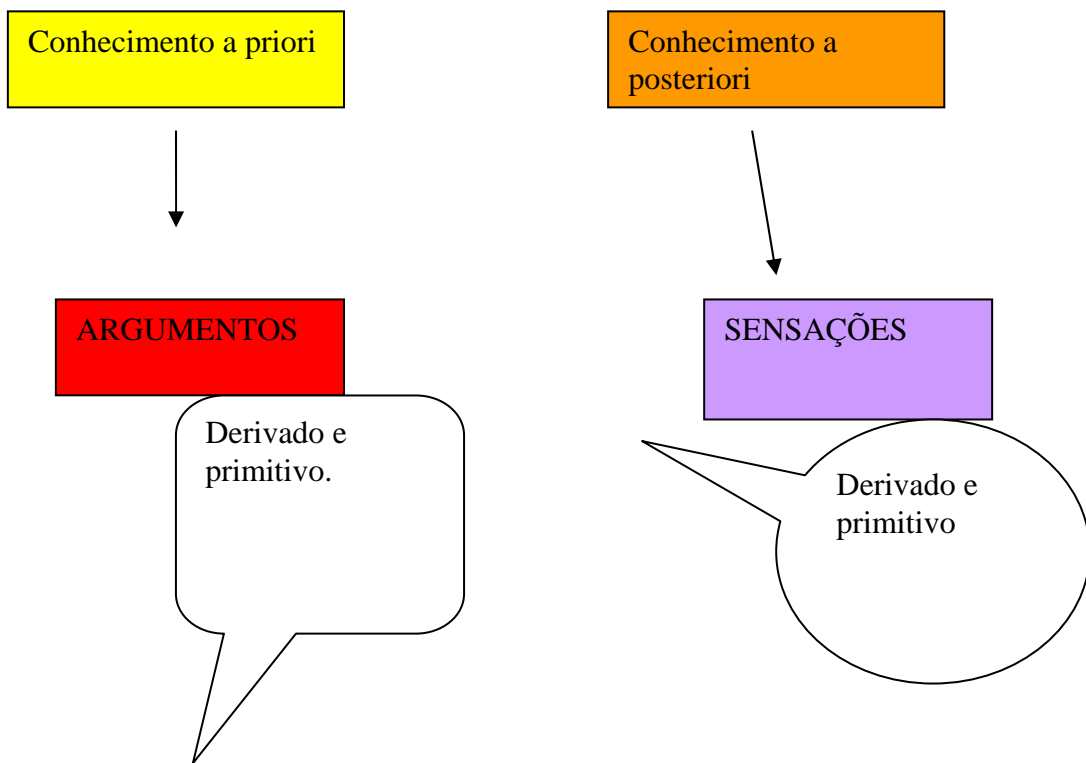 Conhecimento a priori
Conhecimento a
posteriori
ARGUMENTOS
SENSAÇÕES
Derivado e
primitivo.
Derivado e
primitivo